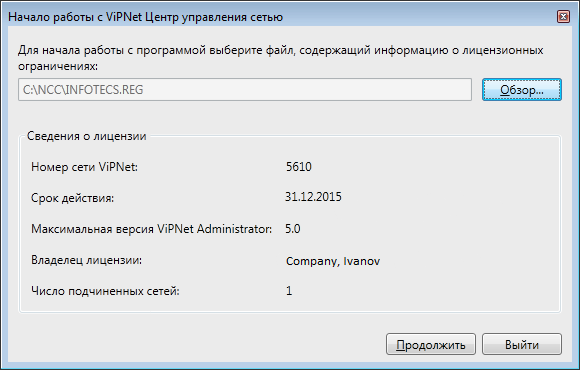 Начало работы с ViPNet Центр управления сетью
Для начала работы с программой выберите файл, содержащий информацию о лицензионных
ограничениях:
C:\NCC\INFOTECS.REG
Обзор...
Сведения о лицензии
Номер сети ViPNet: 5610
Срок действия: 31.12.2015
Максимальная версия ViPNet Administrator: 5.0
Владелец лицензии: Company, Ivanov
Число подчиненных сетей: 1
Продолжить Выйти